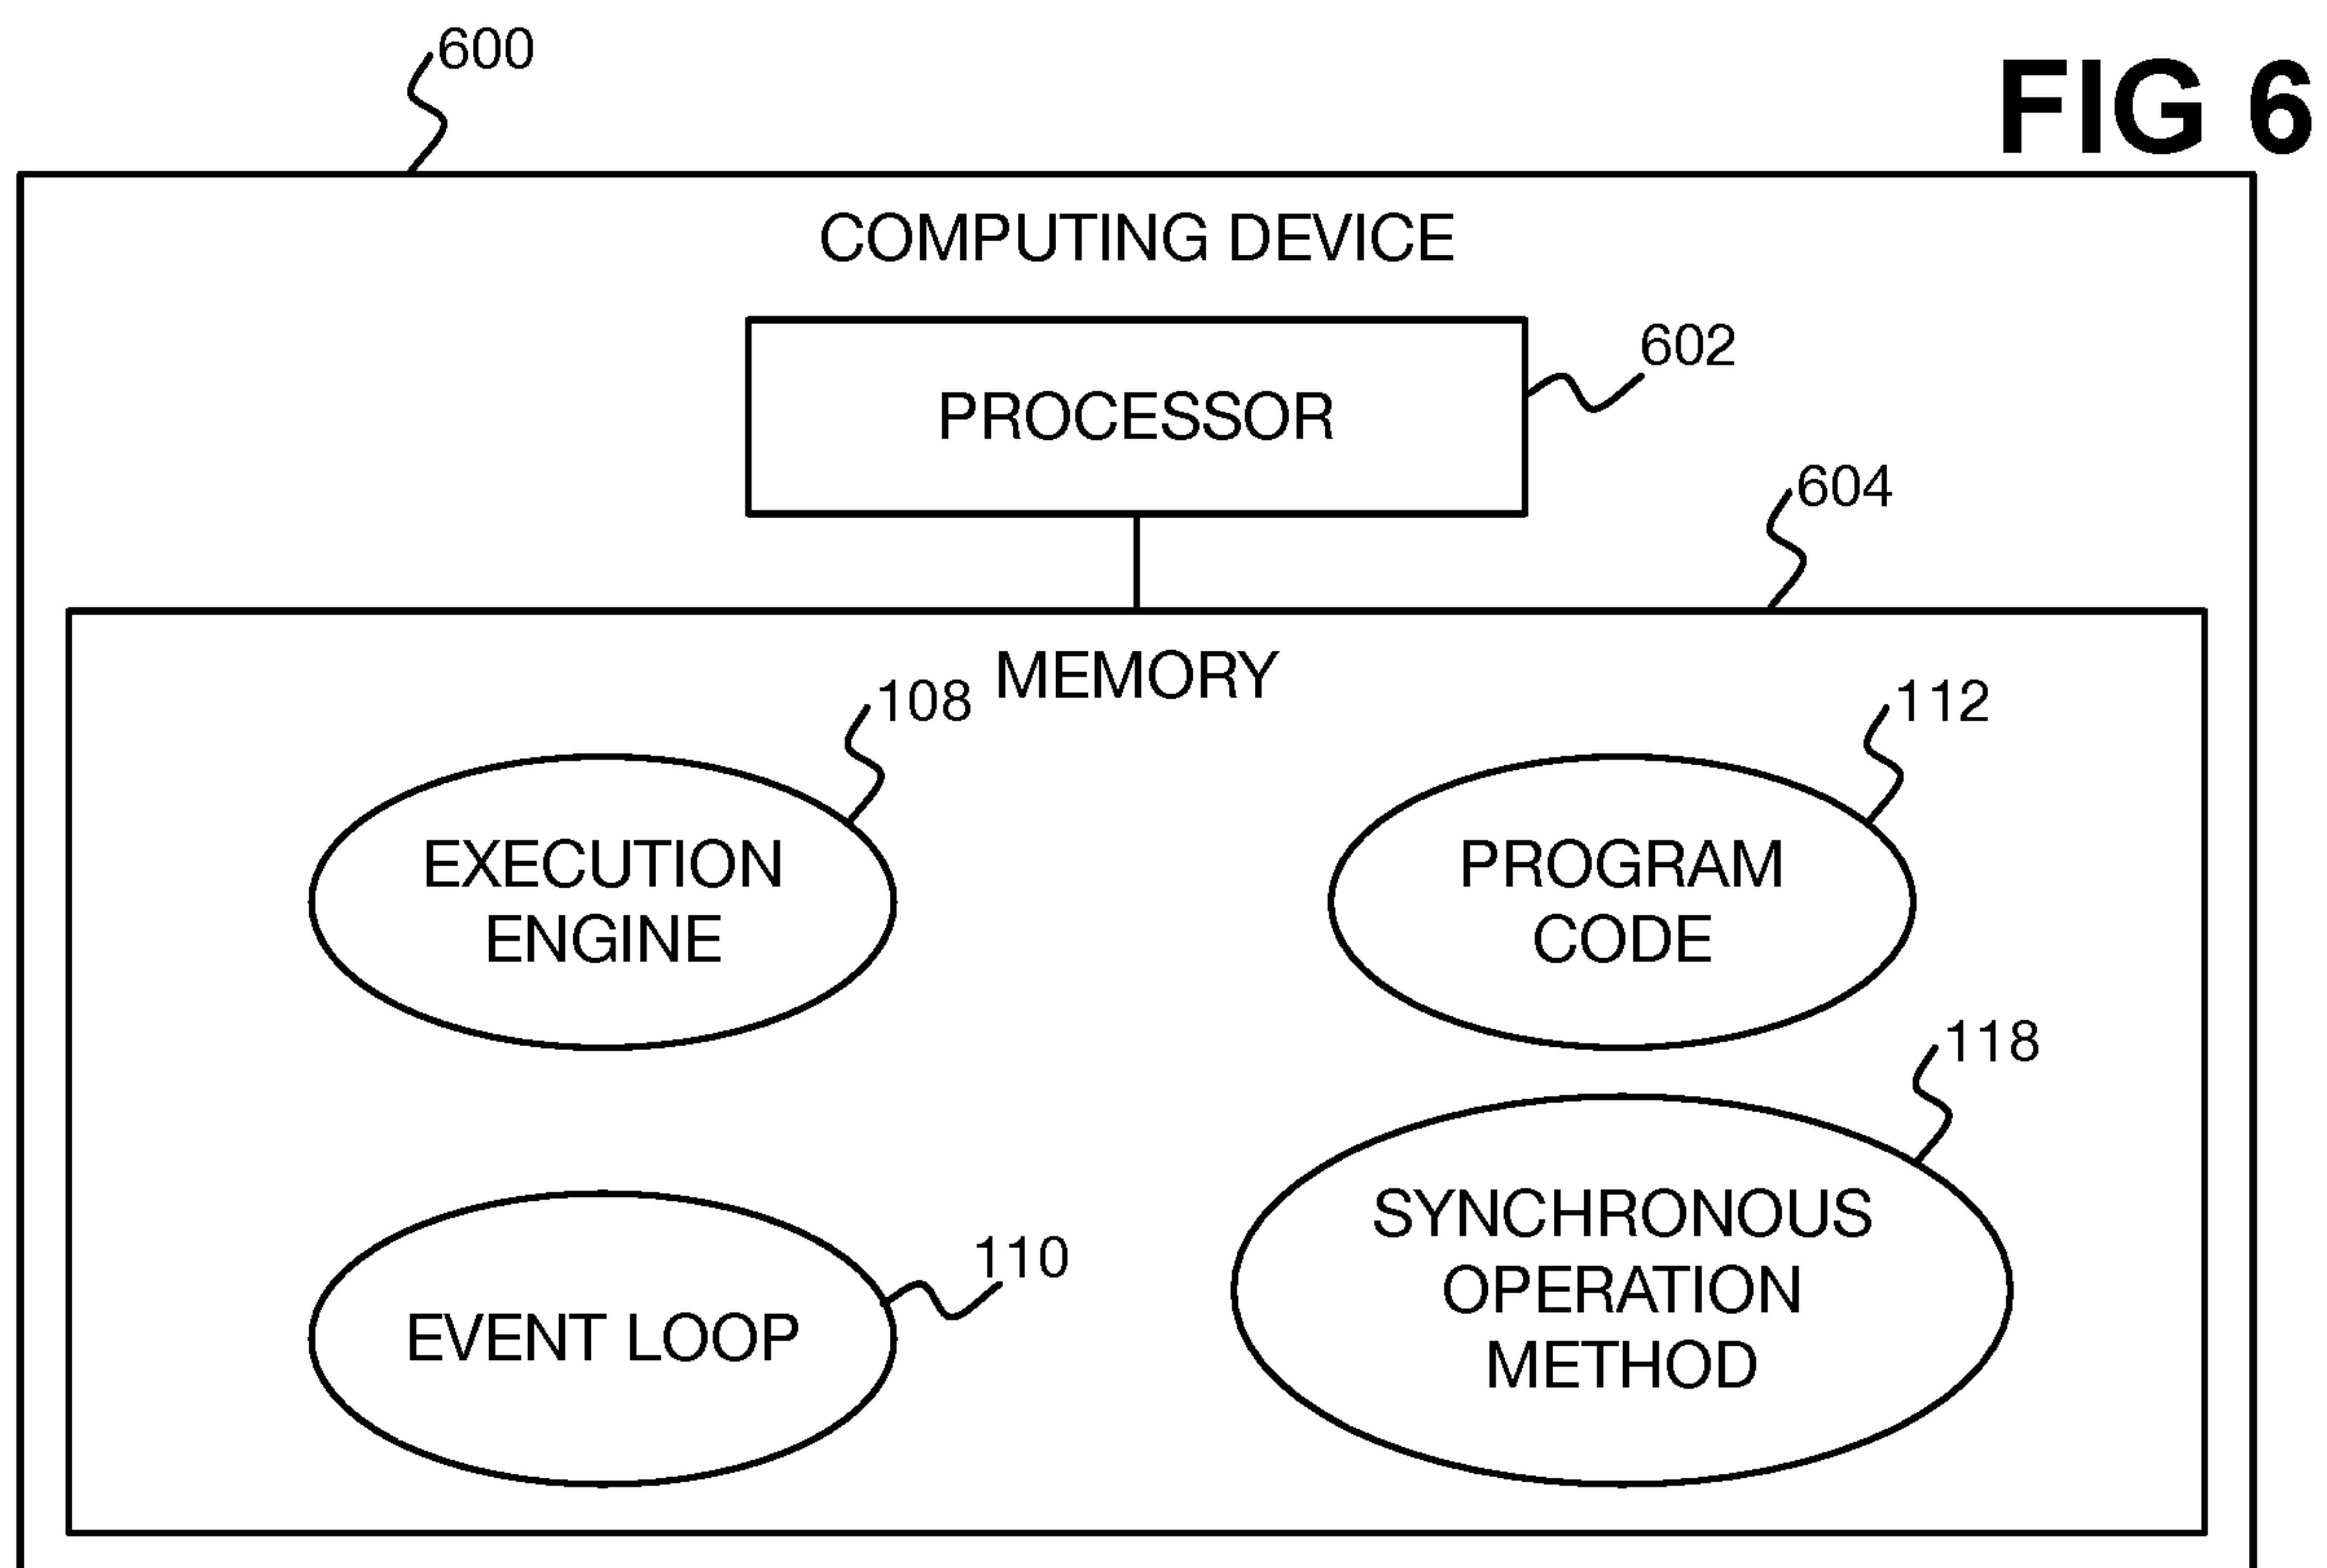 600
FIG 6
COMPUTING DEVICE
602
PROCESSOR
604
MEMORY
108
112
EXECUTION
ENGINE
PROGRAM
CODE
118
110
EVENT LOOP
SYNCHRONOUS
OPERATION
METHOD